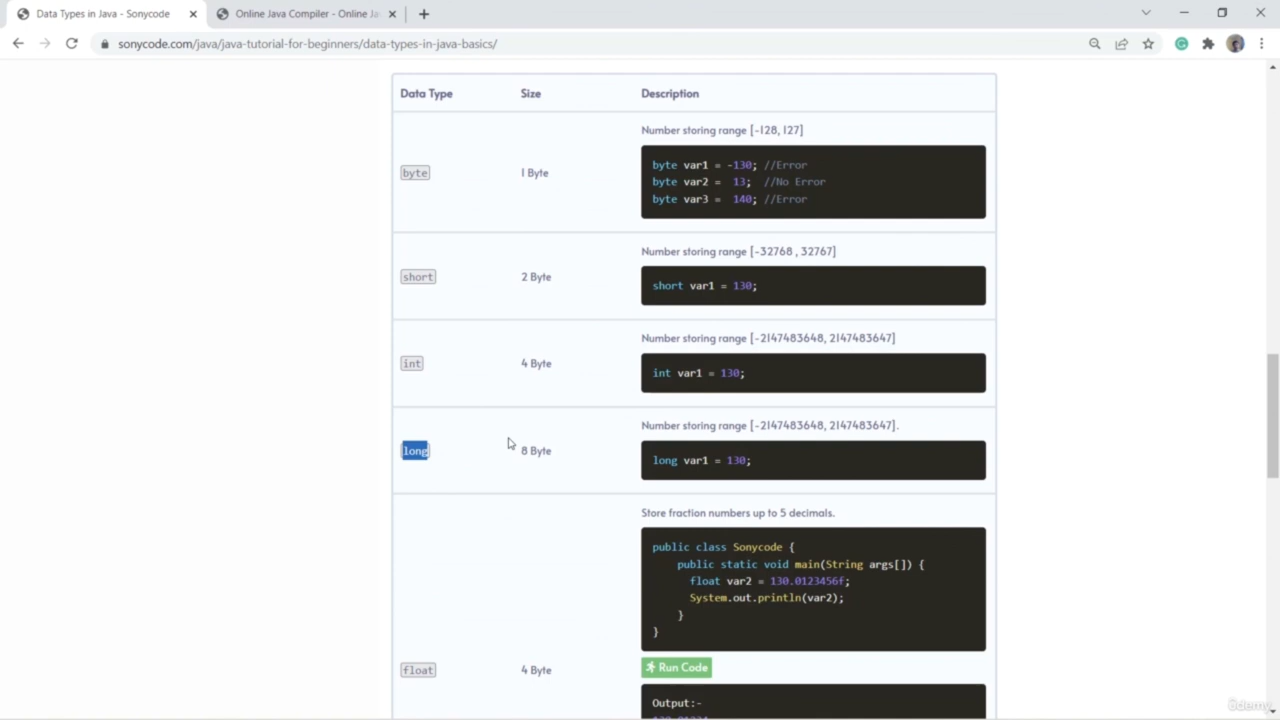 Data Types in Java - Sonycode
Online Java Compiler - Online Ja
sonycode.com/java/java-tutorial-for-beginners/data-types-in-java-basics/
Data Type Size Description
Number storing range [-128, 127]
byte 1 Byte
byte var1 = -130; //Error
byte var2 = 13; //No Error
byte var3 = 140; //Error
Number storing range [-32768 , 32767]
short 2 Byte
short var1 = 130;
Number storing range [-2147483648, 2147483647]
int 4 Byte
int var1 = 130;
Number storing range [-2147483648, 2147483647].
long 8 Byte
long var1 = 130;
Store fraction numbers up to 5 decimals.
public class Sonycode {
public static void main(String args[]) {
float var2 = 130.0123456f;
System.out.println(var2);
}
}
float 4 Byte
Run Code
Output:-
ûdemy